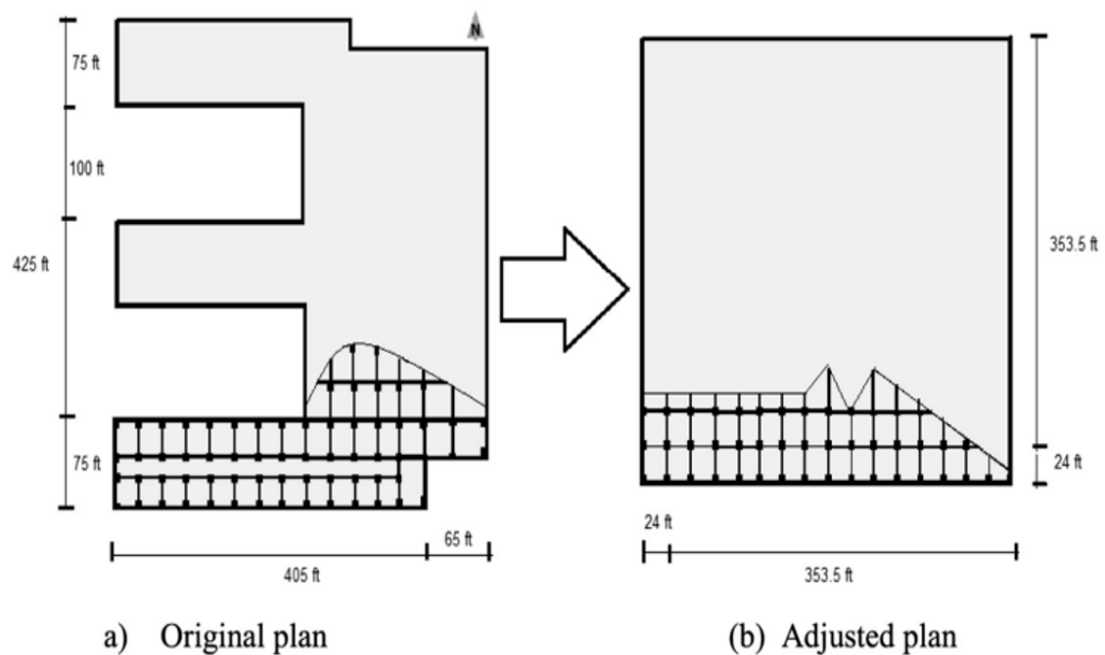 N
75 ft
100 ft
425 ft
75 ft
65 ft
405 ft
353.5 ft
24 ft
24 ft
353.5 ft
a) Original plan
(b) Adjusted plan